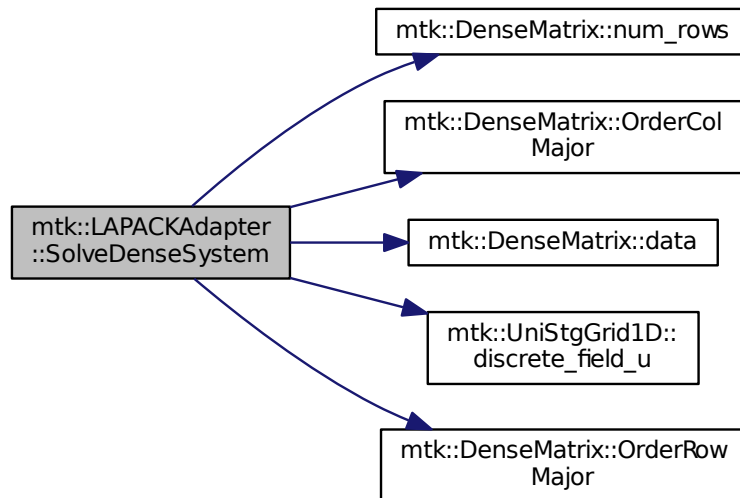 mtk::DenseMatrix::num_rows
mtk::DenseMatrix::OrderCol
Major
mtk::LAPACKAdapter
::SolveDenseSystem
mtk::DenseMatrix::data
mtk::UniStgGrid1D::
discrete_field_u
mtk::DenseMatrix::OrderRow
Major